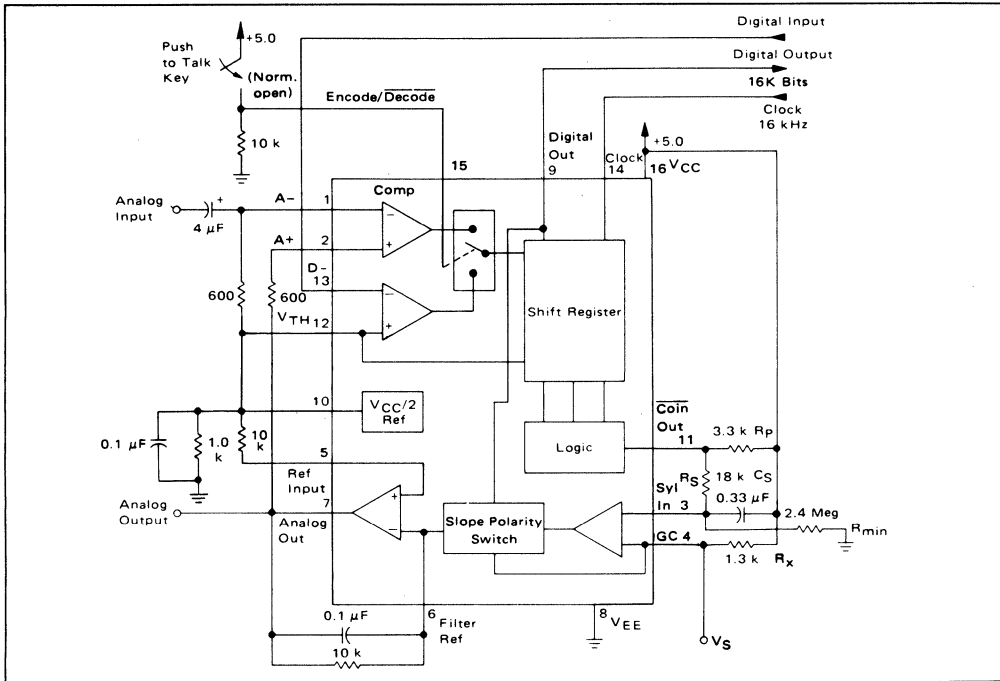 Digital Input
+5.0
Push
to Talk
Key
Digital Output
(Norm.
open)
16K Bits
Encode/Decode
Clock
16 kHz
10 k
Digital
Out
+5.0
15
9
Clock
14
16 VCC
Comp
Analog
Input
+
4 µF
A−
1
−
A+
2
+
D−
13
−
600
600
VTH 12
+
Shift Register
10
VCC/2
Ref
Coin
Out
11
3.3 k RP
0.1 µF
1.0
k
10
k
5
Ref
Input
Logic
RS
18 k
CS
Syl
In 3
0.33 µF
2.4 Meg
Rmin
Analog
Output
7
Analog
Out
+
−
Slope Polarity
Switch
GC 4
1.3 k
Rx
0.1 µF
10 k
6
Filter
Ref
8 VEE
VS